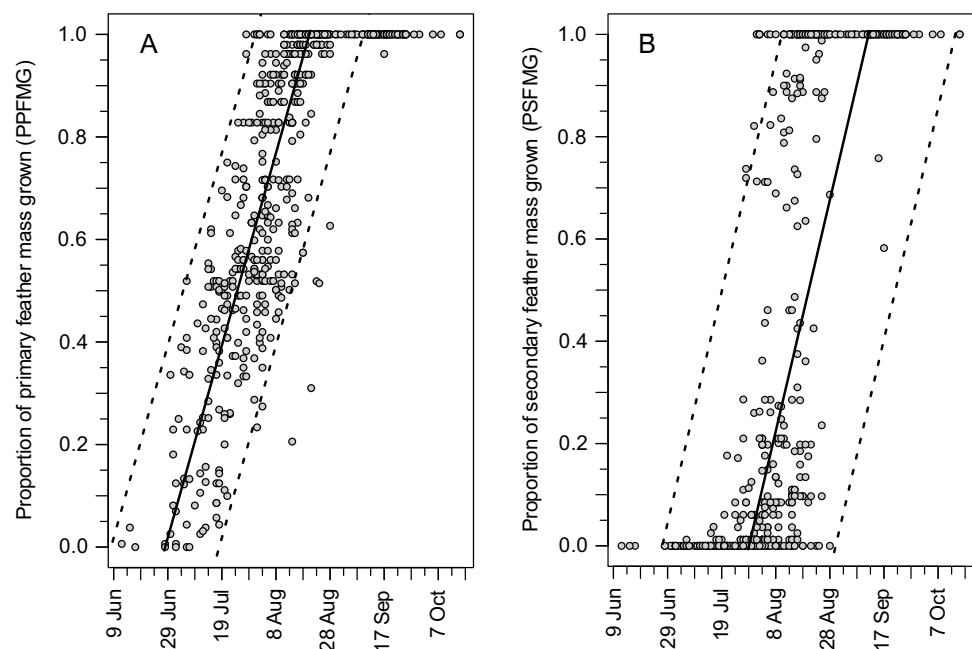 A
Proportion of primary feather mass grown (PPFMG)
1.0
0.8
0.6
0.4
0.2
0.0
9 Jun
29 Jun
19 Jul
8 Aug
28 Aug
17 Sep
7 Oct
B
Proportion of secondary feather mass grown (PSFMG)
1.0
0.8
0.6
0.4
0.2
0.0
9 Jun
29 Jun
19 Jul
8 Aug
28 Aug
17 Sep
7 Oct